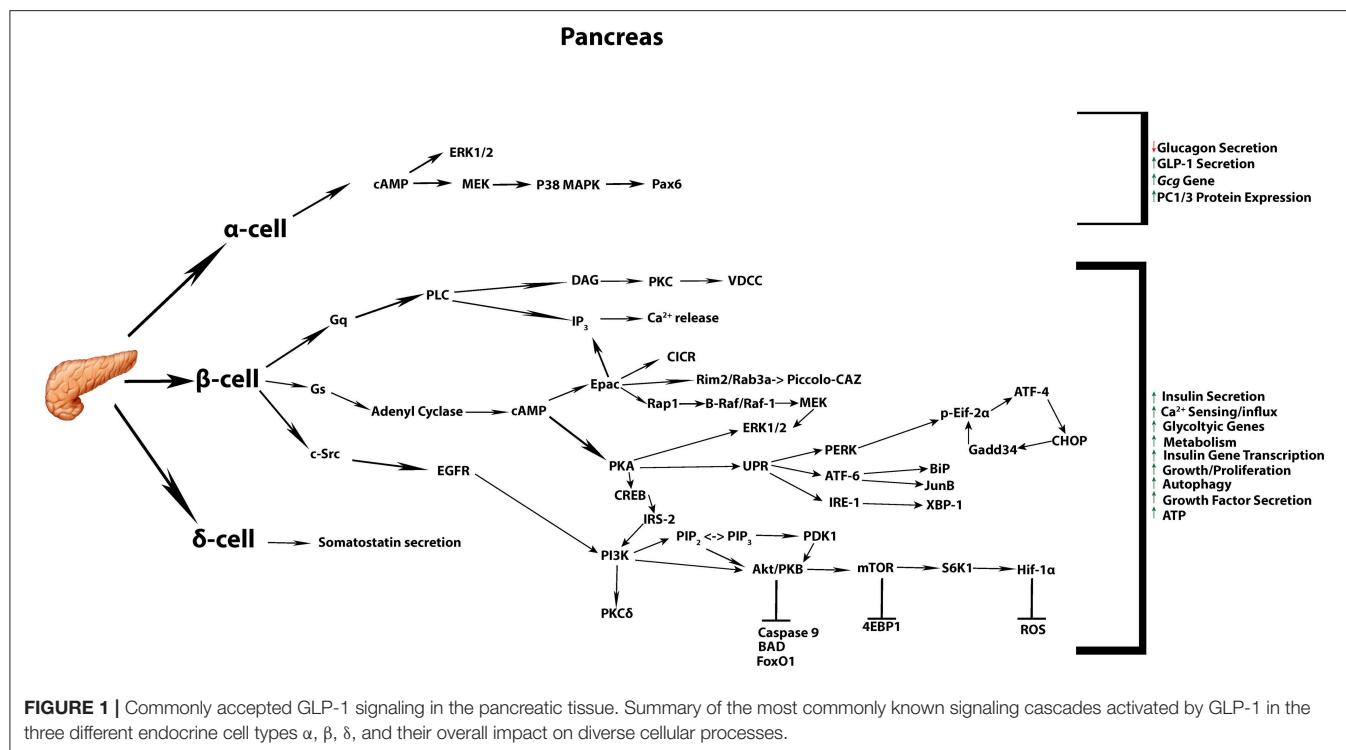 Pancreas
ERK1/2
cAMP
MEK
P38 MAPK
Pax6
α-cell
Glucagon Secretion
GLP-1 Secretion
Gcg Gene
PC1/3 Protein Expression
DAG
PKC
VDCC
PLC
Gq
IP3
Ca2+ release
β-cell
CICR
Epac
Rim2/Rab3a-> Piccolo-CAZ
Gs
Adenyl Cyclase
cAMP
Rap1
B-Raf/Raf-1
MEK
ERK1/2
c-Src
EGFR
PKA
UPR
PERK
p-Eif-2α
ATF-4
CHOP
Gadd34
ATF-6
BiP
JunB
IRE-1
XBP-1
CREB
IRS-2
δ-cell
Somatostatin secretion
PI3K
PIP2 <-> PIP3
PDK1
Akt/PKB
mTOR
S6K1
Hif-1α
PKCδ
Caspase 9
BAD
FoxO1
4EBP1
ROS
Insulin Secretion
Ca2+ Sensing/influx
Glycoltyic Genes
Metabolism
Insulin Gene Transcription
Growth/Proliferation
Autophagy
Growth Factor Secretion
ATP
FIGURE 1 | Commonly accepted GLP-1 signaling in the pancreatic tissue. Summary of the most commonly known signaling cascades activated by GLP-1 in the
three different endocrine cell types α, β, δ, and their overall impact on diverse cellular processes.